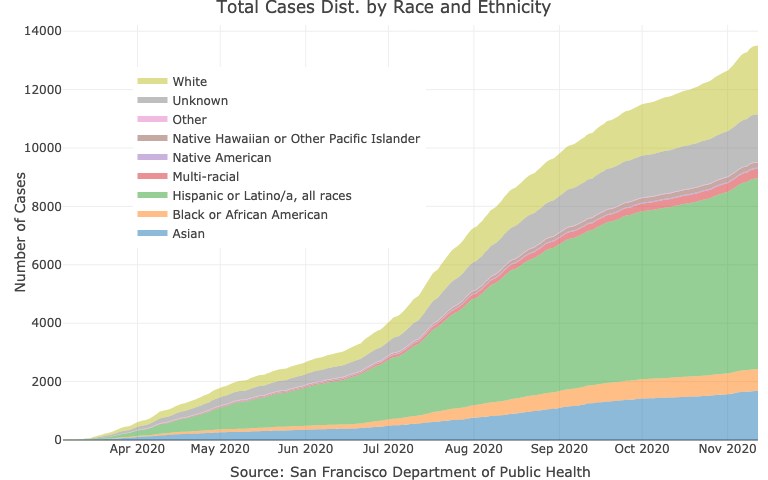 Total Cases Dist. by Race and Ethnicity
14000
12000
10000
8000
6000
4000
2000
0
Number of Cases
White
Unknown
Other
Native Hawaiian or Other Pacific Islander
Native American
Multi-racial
Hispanic or Latino/a, all races
Black or African American
Asian
Apr 2020 May 2020 Jun 2020 Jul 2020 Aug 2020 Sep 2020 Oct 2020 Nov 2020
Source: San Francisco Department of Public Health